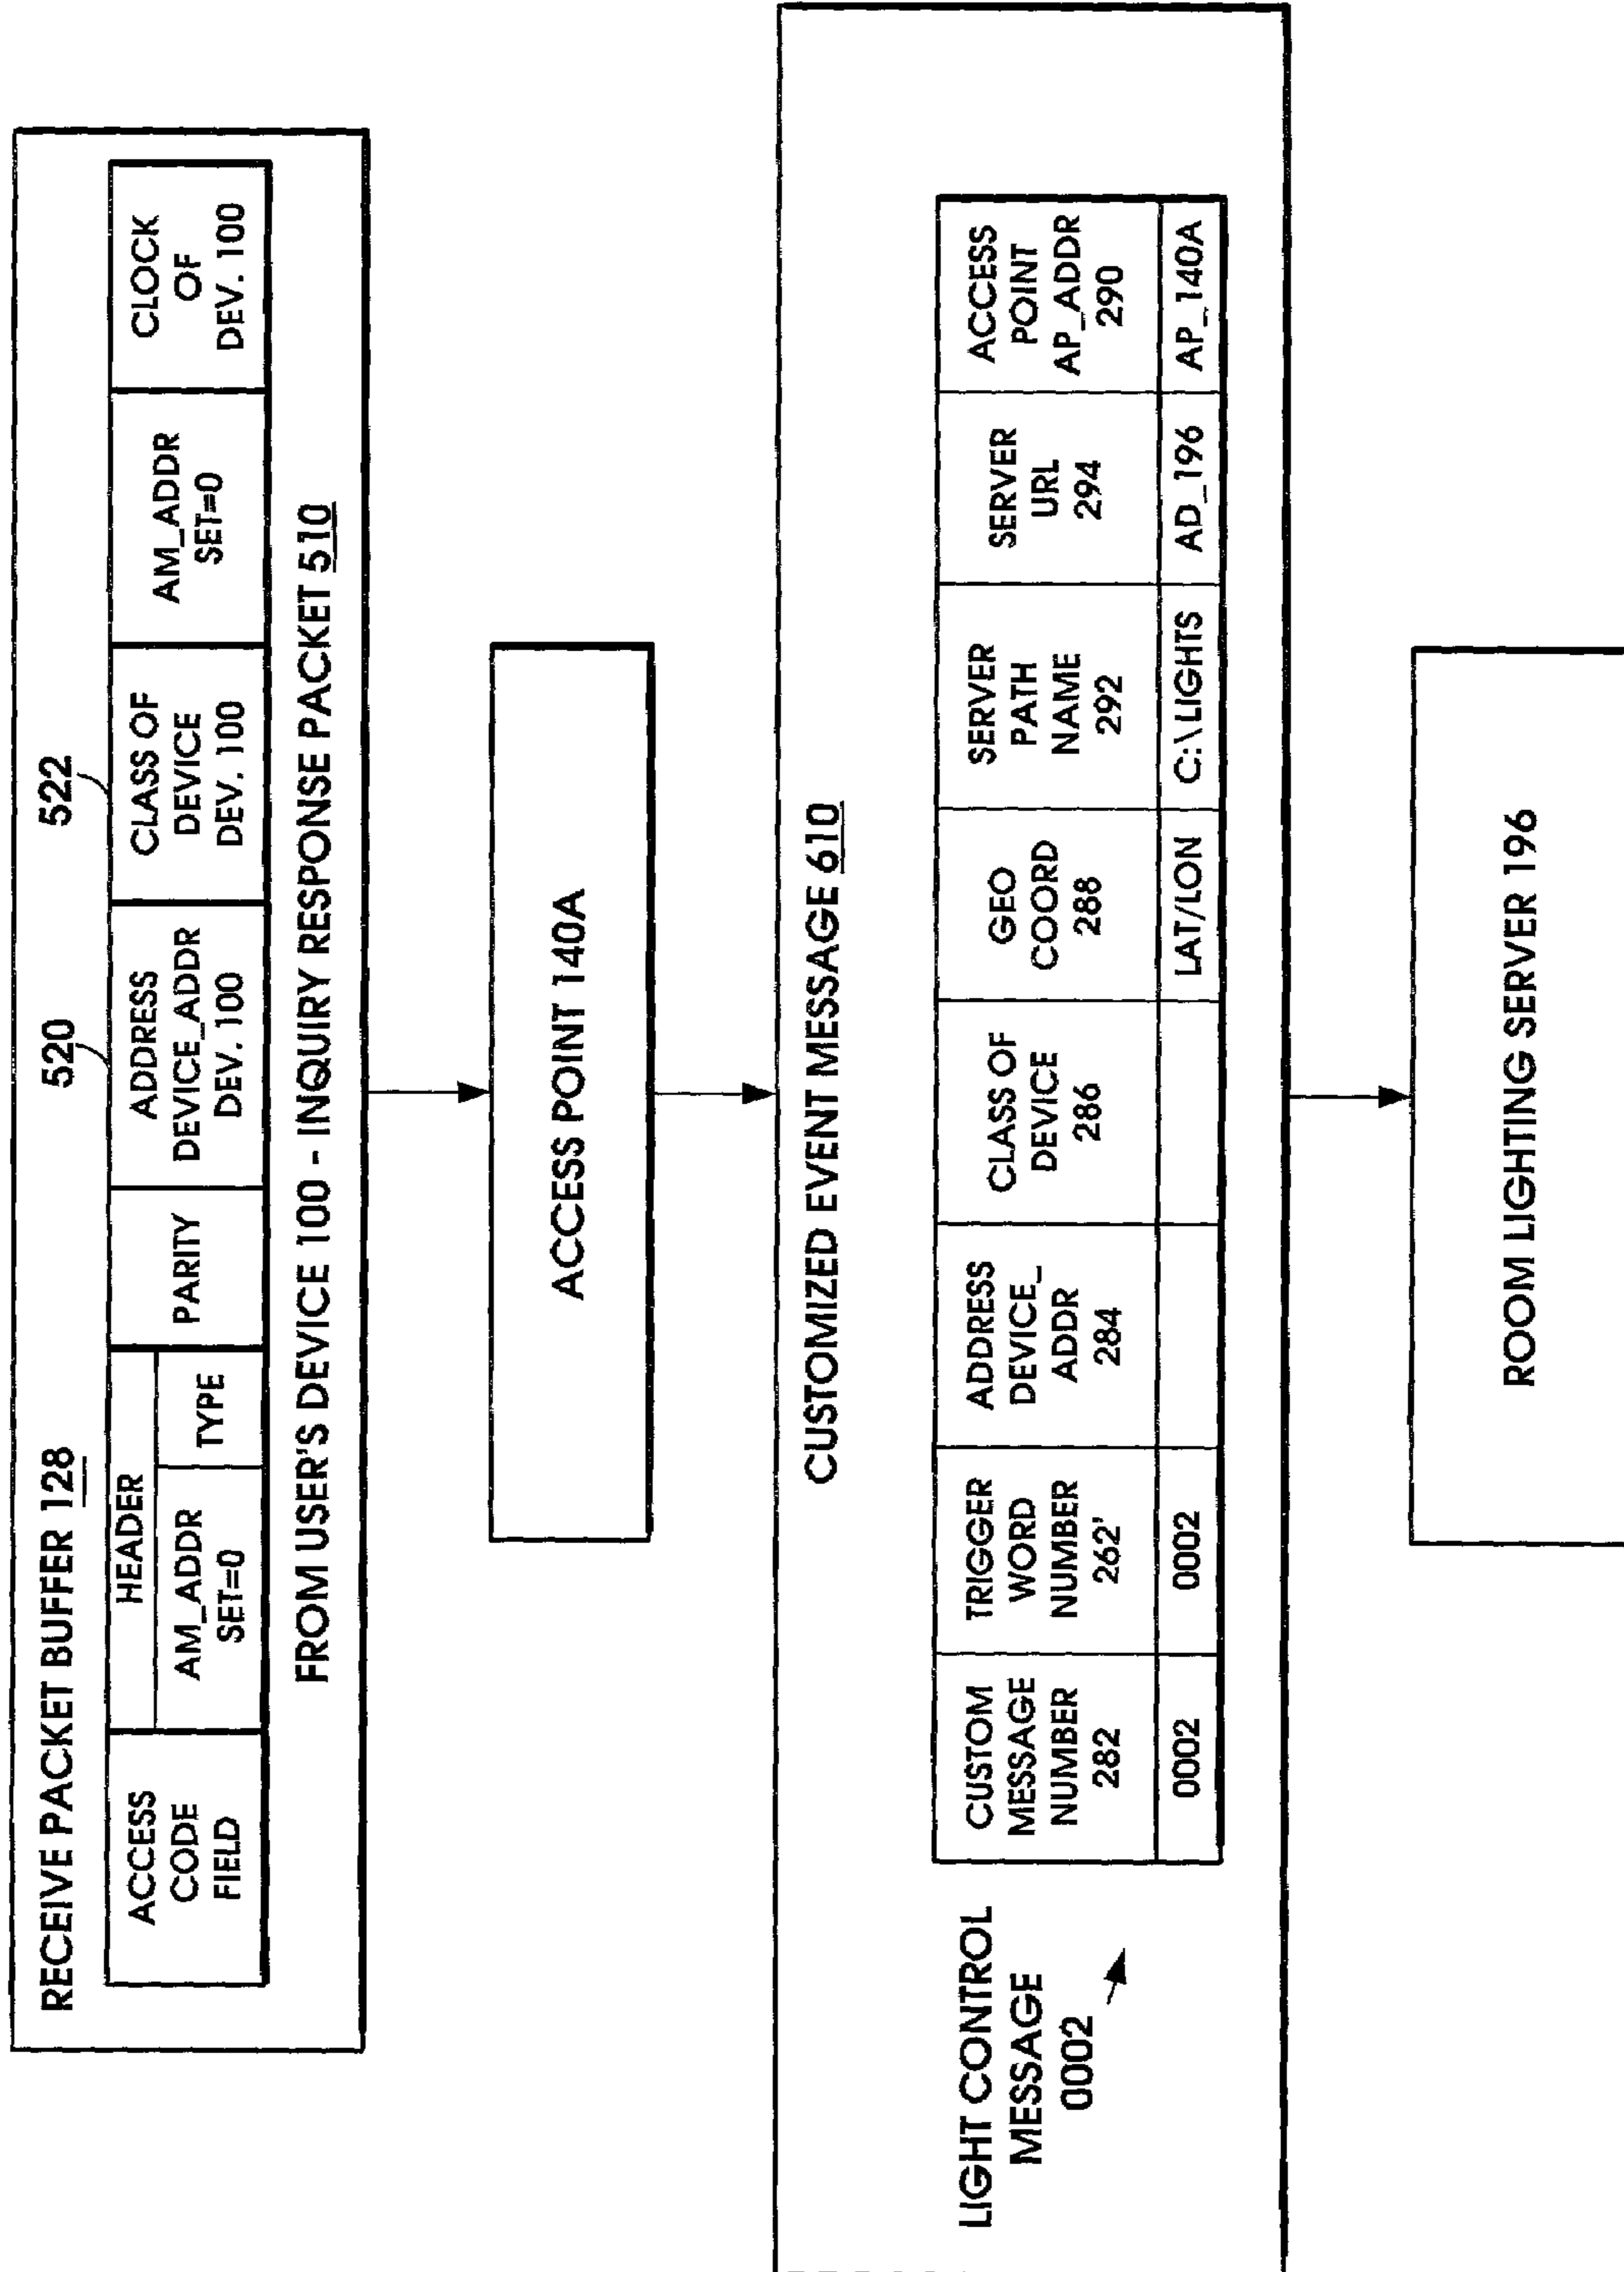 RECEIVE PACKET BUFFER 128
520
522
ACCESS
CODE
FIELD
HEADER
AM_ADDR
SET=0
TYPE
PARITY
ADDRESS
DEVICE_ADDR
DEV. 100
CLASS OF
DEVICE
DEV. 100
AM_ADDR
SET=0
CLOCK
OF
DEV. 100
FROM USER'S DEVICE 100 - INQUIRY RESPONSE PACKET 510
ACCESS POINT 140A
CUSTOMIZED EVENT MESSAGE 610
LIGHT CONTROL
MESSAGE
0002
CUSTOM
MESSAGE
NUMBER
282
TRIGGER
WORD
NUMBER
262'
ADDRESS
DEVICE_
ADDR
284
CLASS OF
DEVICE
286
GEO
COORD
288
SERVER
PATH
NAME
292
SERVER
URL
294
ACCESS
POINT
AP_ADDR
290
0002
0002
LAT/LON
C:\LIGHTS
AD_196
AP_140A
ROOM LIGHTING SERVER 196